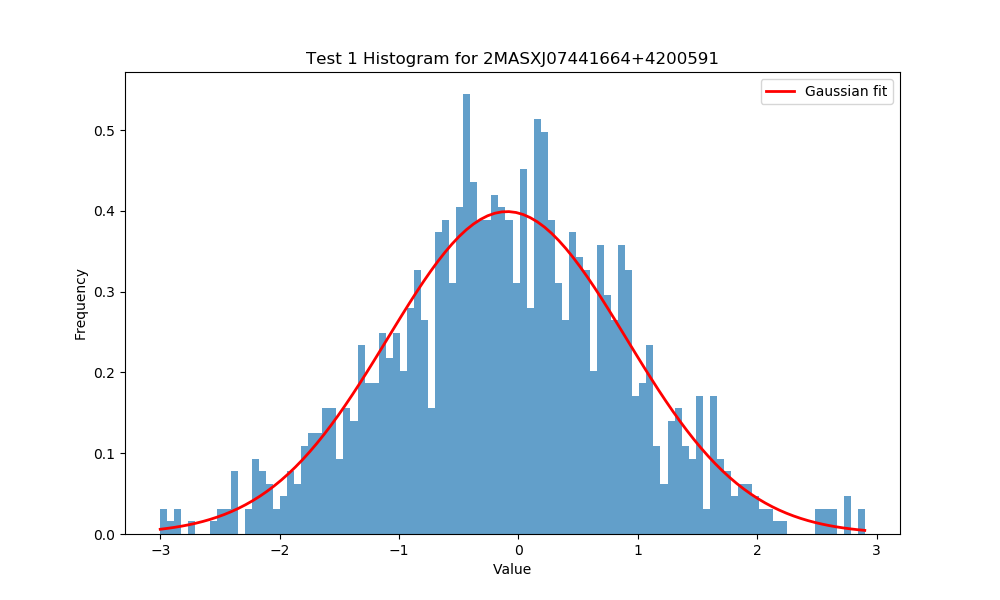 Test 1 Histogram for 2MASXJ07441664+4200591
Gaussian fit
Frequency
0.5
0.4
0.3
0.2
0.1
0.0
−3 −2 −1 0 1 2 3
Value